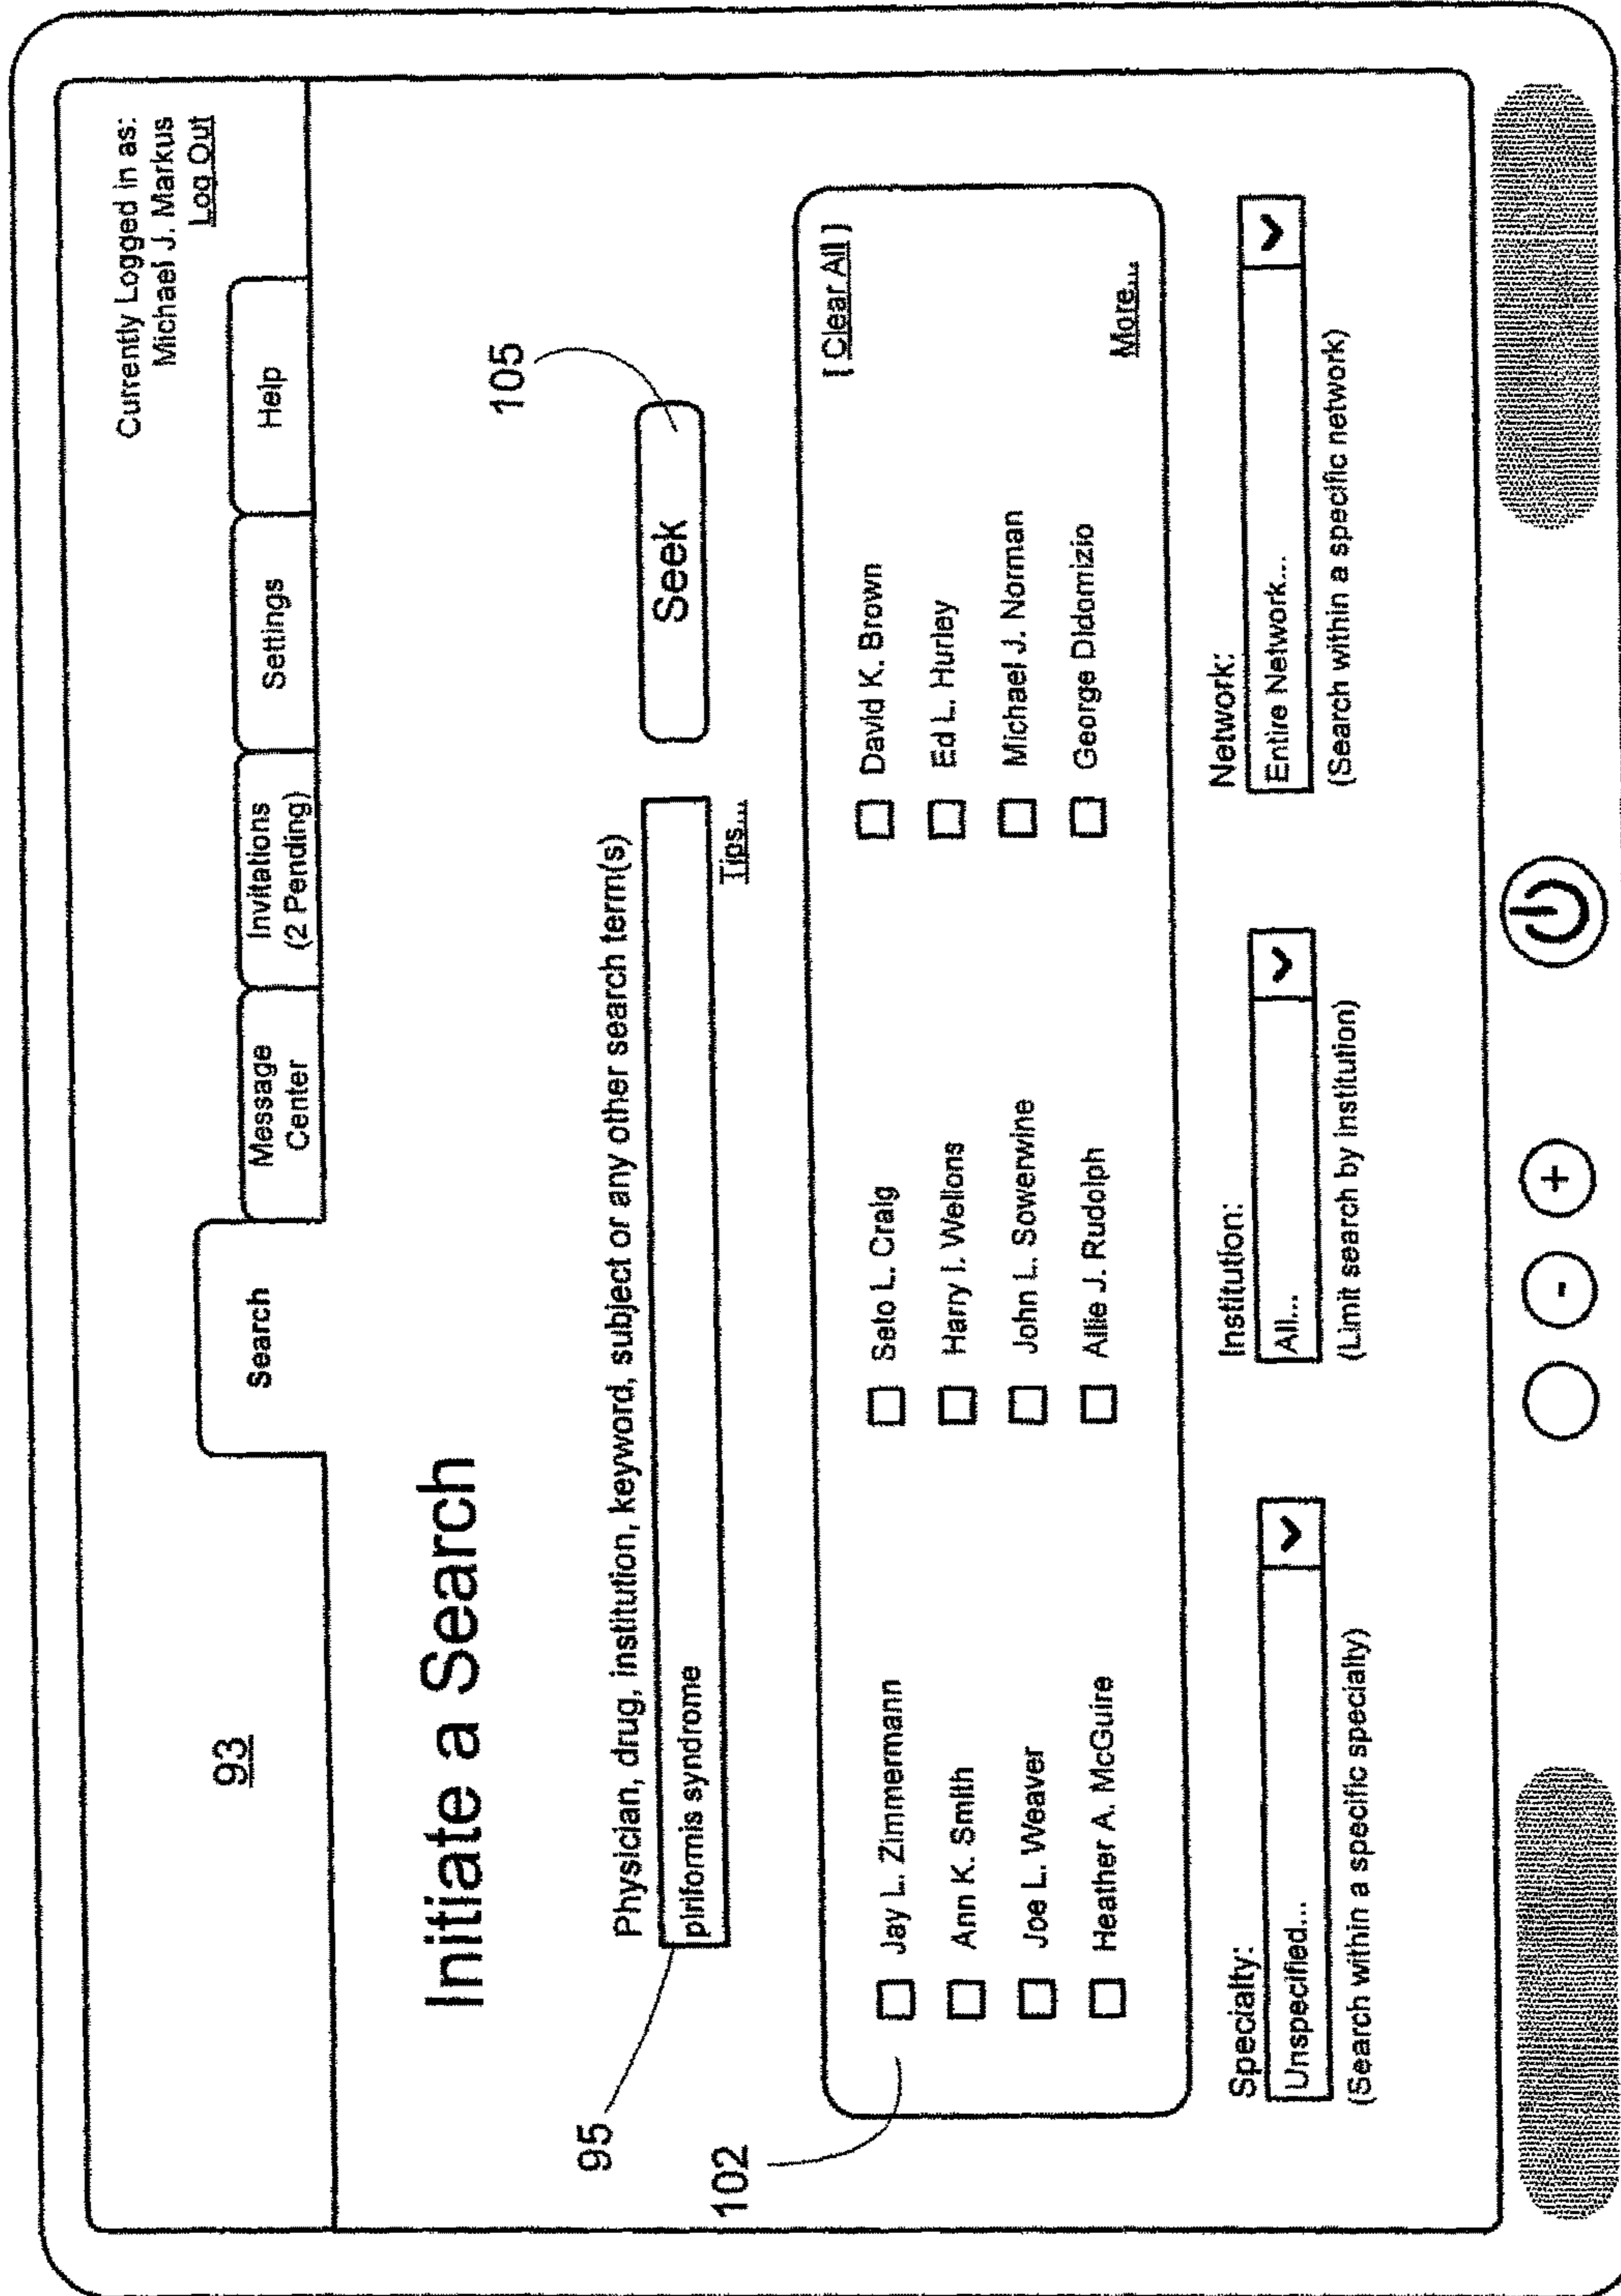 Currently Logged in as:
Michael J. Markus
Log Out
93
Search
Message
Center
Invitations
(2 Pending)
Settings
Help
Initiate a Search
105
Physician, drug, institution, keyword, subject or any other search term(s)
95
piriformis syndrome
Seek
Tips...
102
[ Clear All ]
Jay L. Zimmermann
Seto L. Craig
David K. Brown
Ann K. Smith
Harry I. Wellons
Ed L. Hurley
Joe L. Weaver
John L. Sowerwine
Michael J. Norman
Heather A. McGuire
Allie J. Rudolph
George Didomizio
More...
Specialty:
Institution:
Network:
Unspecified...
All...
Entire Network...
(Search within a specific specialty)
(Limit search by institution)
(Search within a specific network)
- +